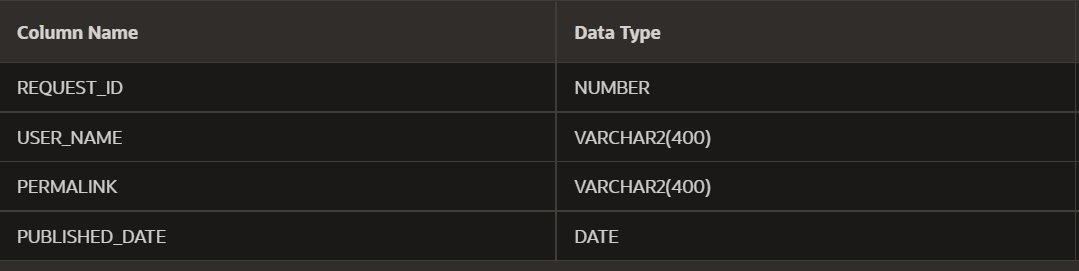 Column Name Data Type
REQUEST_ID NUMBER
USER_NAME VARCHAR2(400)
PERMALINK VARCHAR2(400)
PUBLISHED_DATE DATE